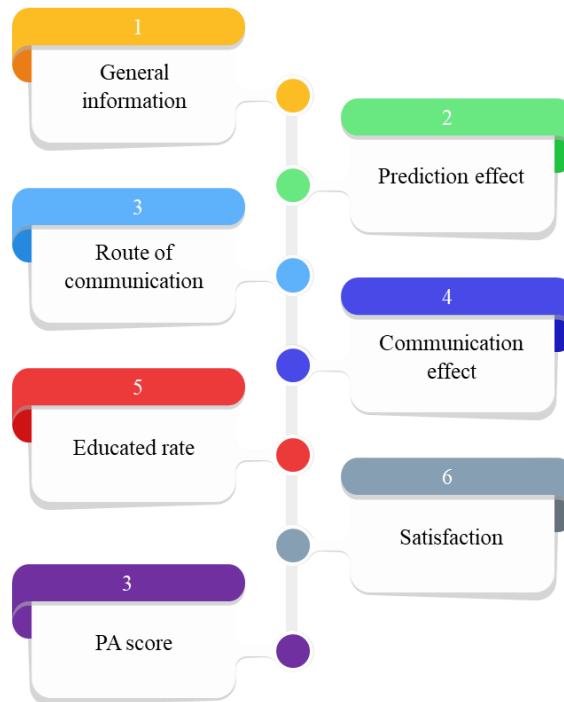 1
General
information
2
Prediction effect
3
Route of
communication
4
Communication
effect
5
Educated rate
6
Satisfaction
3
PA score